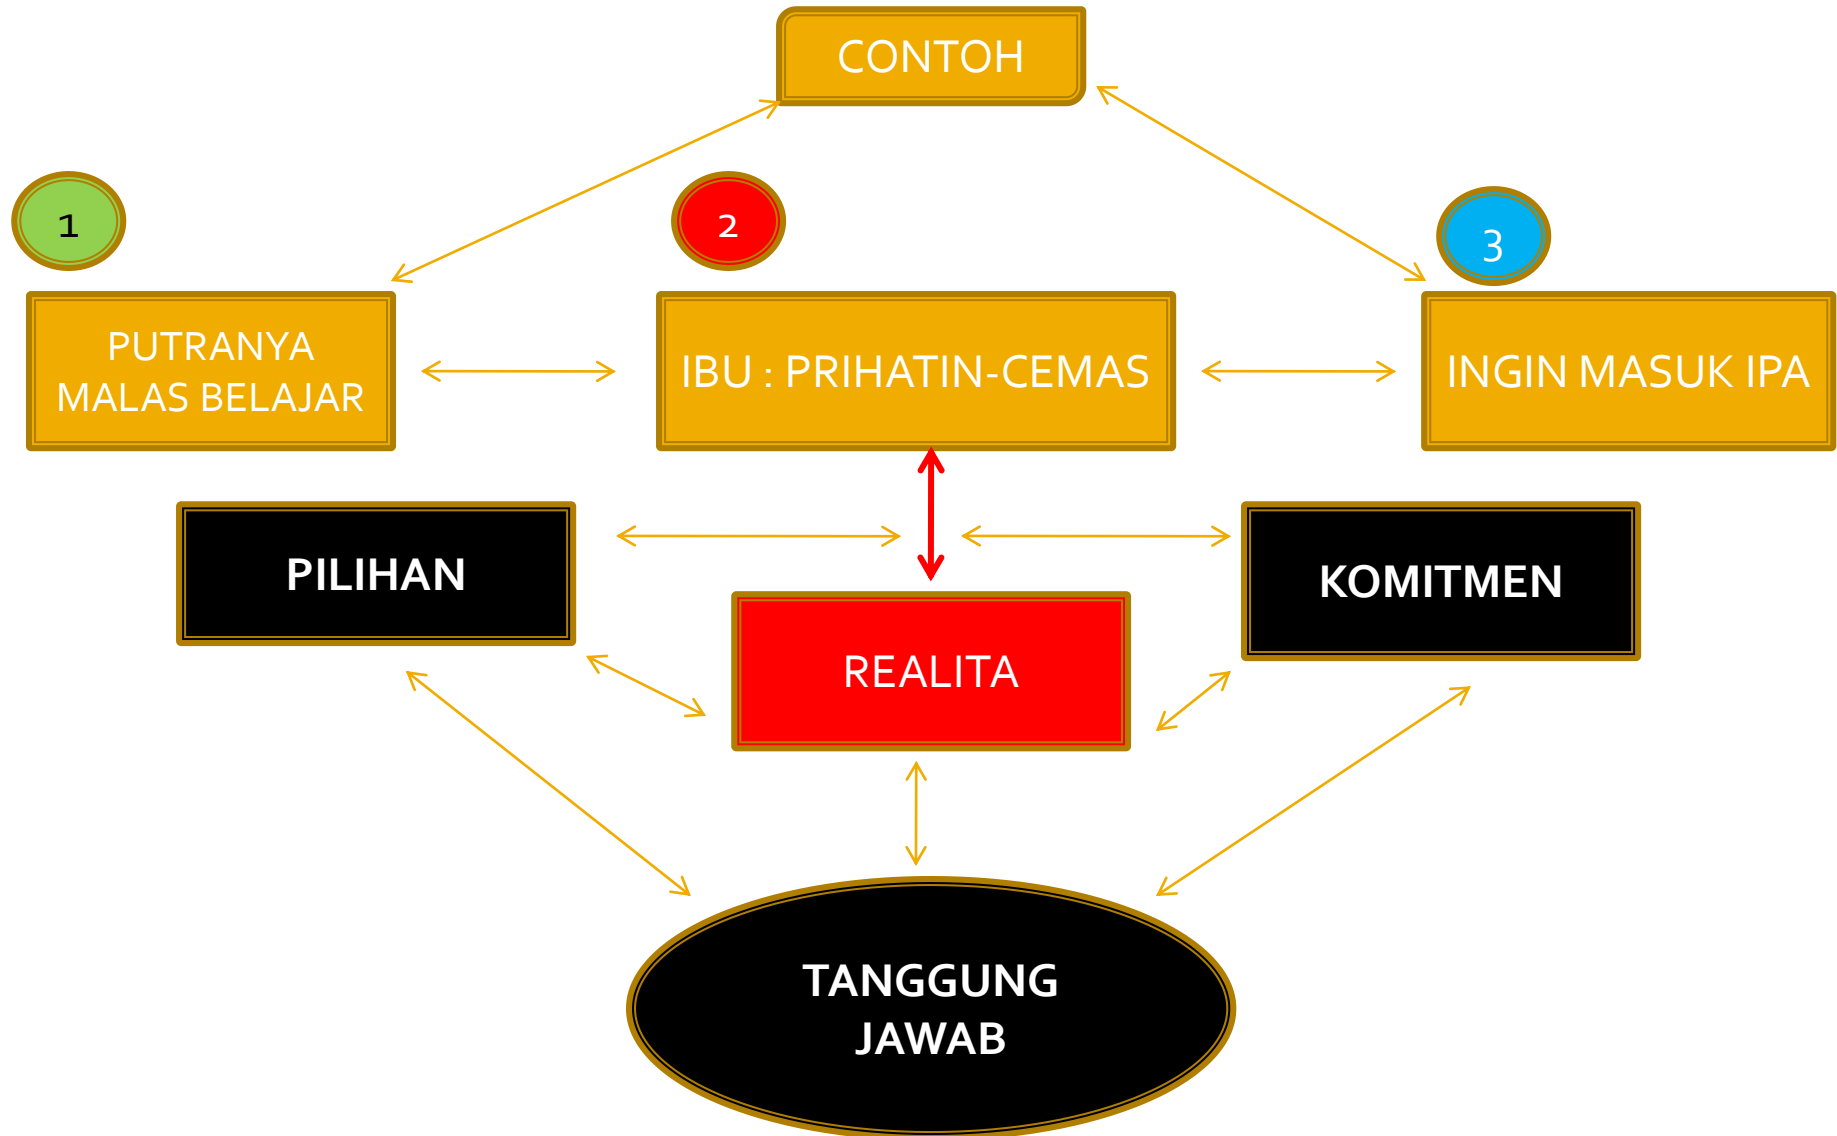 CONTOH
1
2
3
PUTRANYA
MALAS BELAJAR
IBU : PRIHATIN-CEMAS
INGIN MASUK IPA
PILIHAN
KOMITMEN
REALITA
TANGGUNG
JAWAB